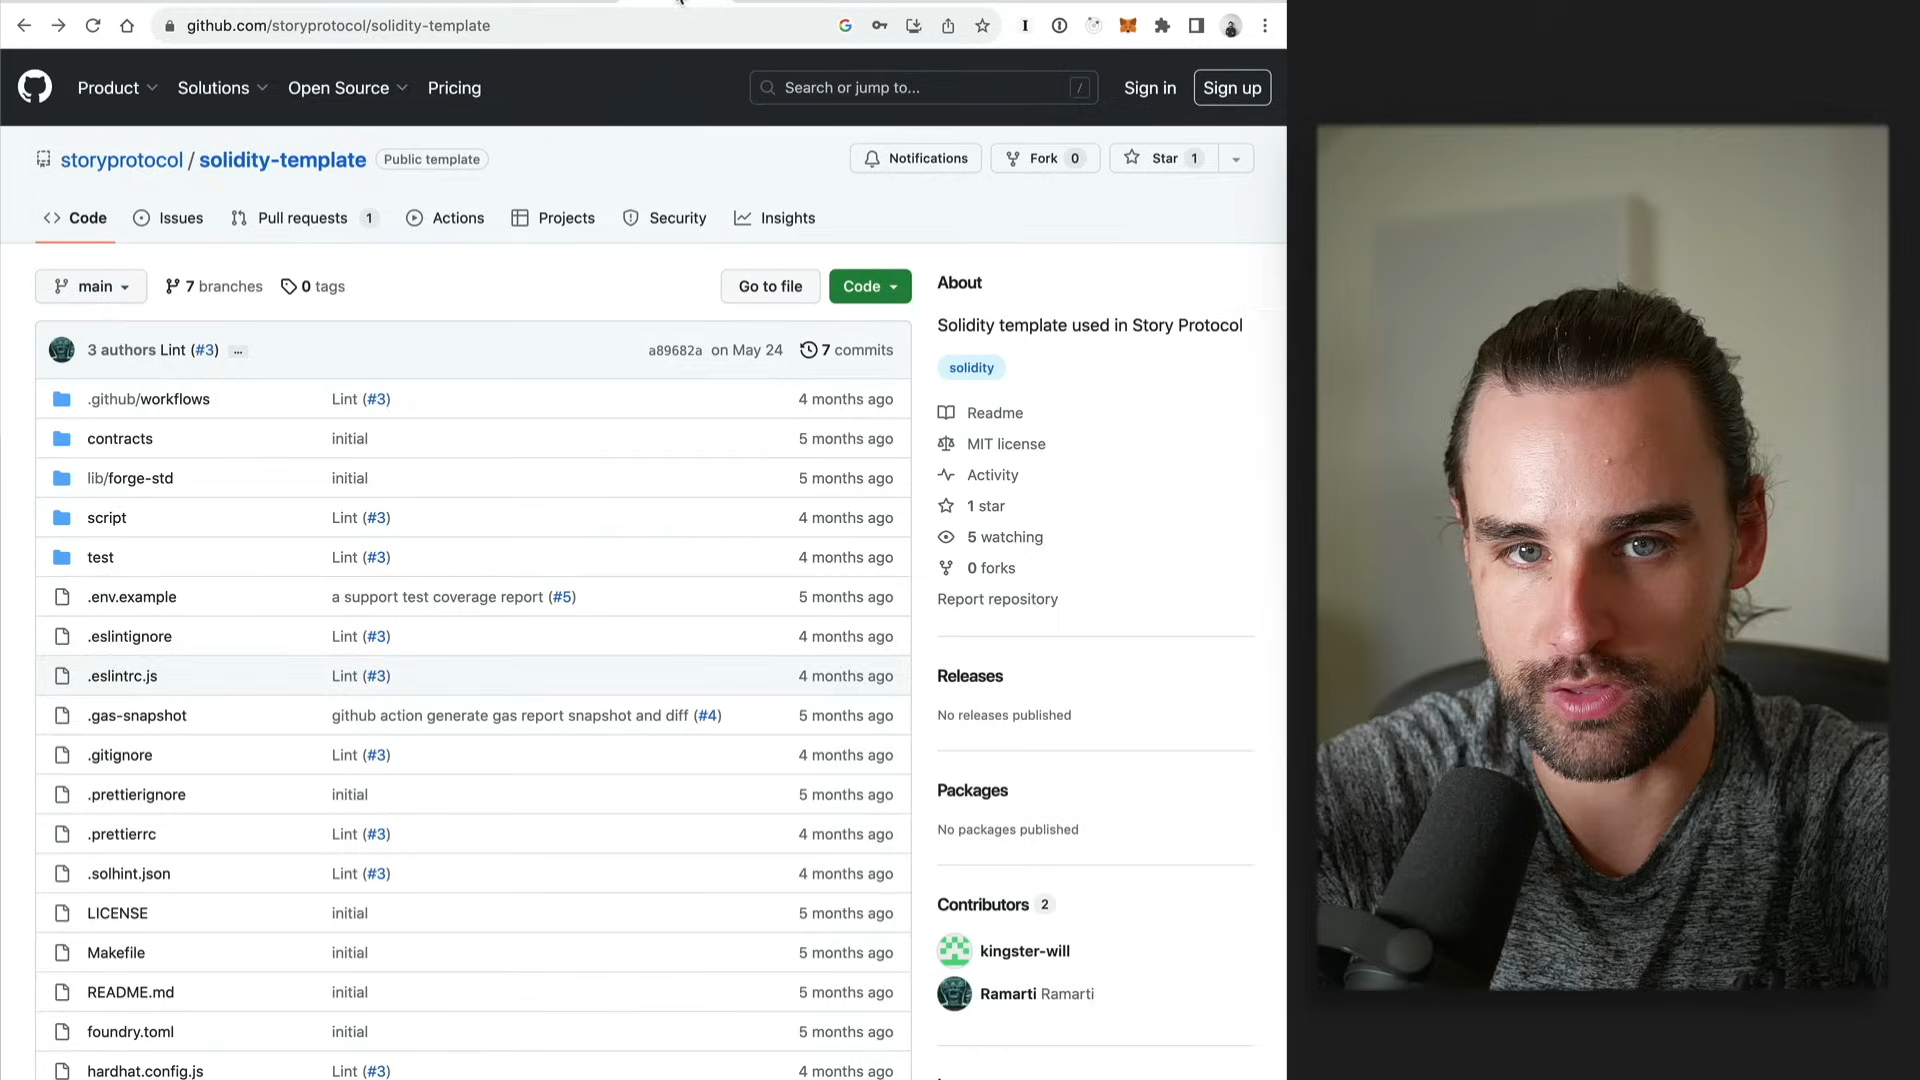 github.com/storyprotocol/solidity-template
Product Solutions Open Source Pricing
Search or jump to... /
Sign in Sign up
storyprotocol / solidity-template Public template
Notifications Fork 0 Star 1
Code Issues Pull requests 1 Actions Projects Security Insights
main 7 branches 0 tags Go to file Code
3 authors Lint (#3) ... a89682a on May 24 7 commits
.github/workflows Lint (#3) 4 months ago
contracts initial 5 months ago
lib/forge-std initial 5 months ago
script Lint (#3) 4 months ago
test Lint (#3) 4 months ago
.env.example a support test coverage report (#5) 5 months ago
.eslintignore Lint (#3) 4 months ago
.eslintrc.js Lint (#3) 4 months ago
.gas-snapshot github action generate gas report snapshot and diff (#4) 5 months ago
.gitignore Lint (#3) 4 months ago
.prettierignore initial 5 months ago
.prettierrc Lint (#3) 4 months ago
.solhint.json Lint (#3) 4 months ago
LICENSE initial 5 months ago
Makefile initial 5 months ago
README.md initial 5 months ago
foundry.toml initial 5 months ago
hardhat.config.js Lint (#3) 4 months ago
About
Solidity template used in Story Protocol
solidity
Readme
MIT license
Activity
1 star
5 watching
0 forks
Report repository
Releases
No releases published
Packages
No packages published
Contributors 2
kingster-will
Ramarti Ramarti